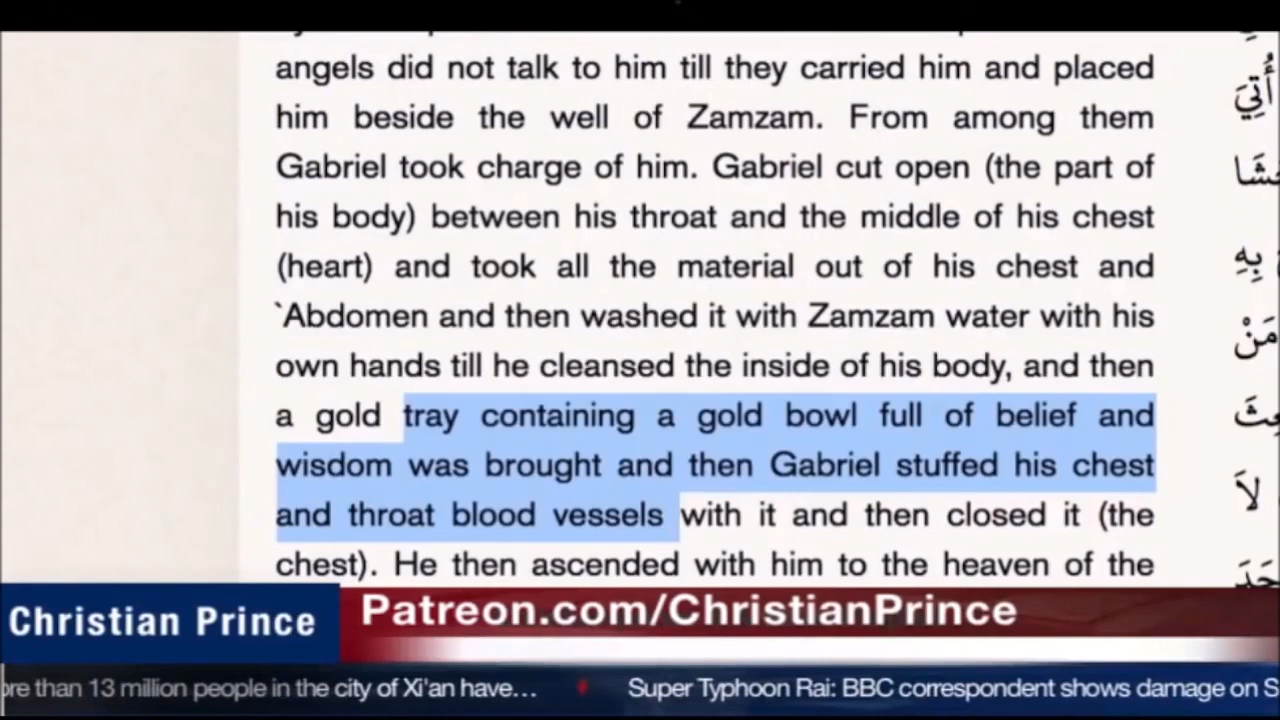 angels did not talk to him till they carried him and placed
him beside the well of Zamzam. From among them
Gabriel took charge of him. Gabriel cut open (the part of
his body) between his throat and the middle of his chest
(heart) and took all the material out of his chest and
`Abdomen and then washed it with Zamzam water with his
own hands till he cleansed the inside of his body, and then
a gold tray containing a gold bowl full of belief and
wisdom was brought and then Gabriel stuffed his chest
and throat blood vessels with it and then closed it (the
chest). He then ascended with him to the heaven of the
أُتِيَ
بِهِ
مَنْ
لاَ
Christian Prince
Patreon.com/ChristianPrince
re than 13 million people in the city of Xi'an have... Super Typhoon Rai: BBC correspondent shows damage on S